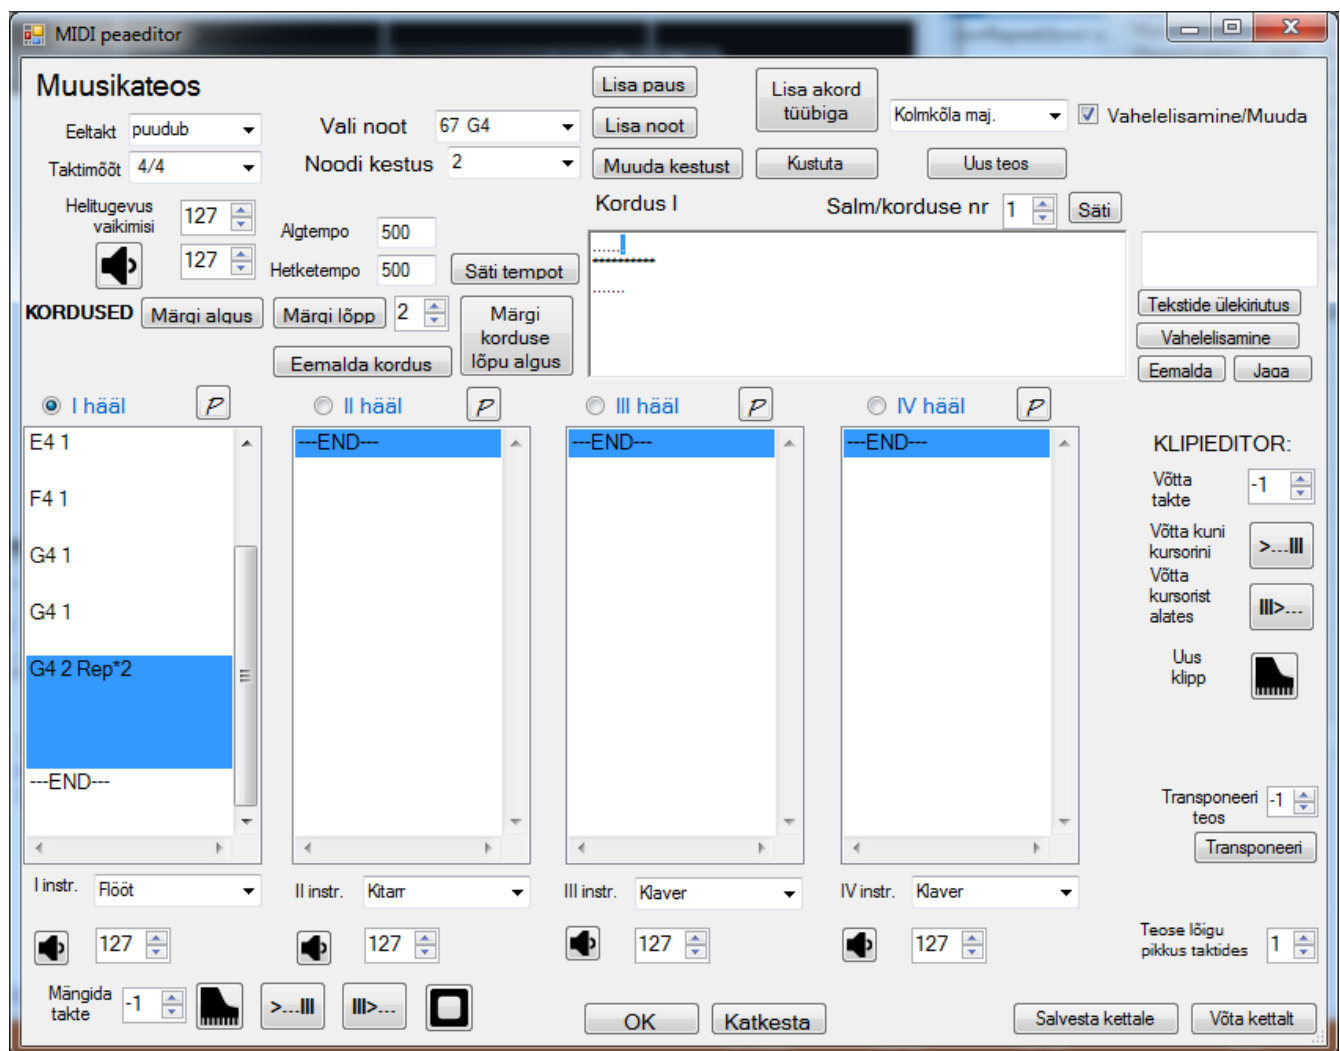 MIDI peaeditor
Muusikateos
Lisa paus
Lisa akord
tüübiga
Kolmkõla maj.
Vahelelisamine/Muuda
Eeltakt puudub
Vali noot 67 G4
Lisa noot
Taktimõõt 4/4
Noodi kestus 2
Muuda kestust
Kustuta
Uus teos
Helitugevus
vaikimisi
127
127
Algtempo 500
Hetketempo 500
Säti tempot
Kordus I
Salm/korduse nr 1
Säti
.......
**********
.......
KORDUSED
Märgi algus
Märgi lõpp
2
Märgi
korduse
lõpu algus
Eemalda kordus
Tekstide ülekirjutus
Vahelelisamine
Eemalda
Jaga
I hääl
P
II hääl
P
III hääl
P
IV hääl
P
E4 1
F4 1
G4 1
G4 1
G4 2 Rep*2
---END---
---END---
---END---
---END---
KLIPIEDITOR:
Võtta
takte
-1
Võtta kuni
kursorini
>...III
Võtta
kursorist
alates
III>...
Uus
klipp
Transponeeri
teos
-1
Transponeeri
I instr. Flööt
II instr. Kitarr
III instr. Klaver
IV instr. Klaver
127
127
127
127
Teose lõigu
pikkus taktides
1
Mängida
takte
-1
>...III
III>...
OK
Katkesta
Salvesta kettale
Võta kettalt